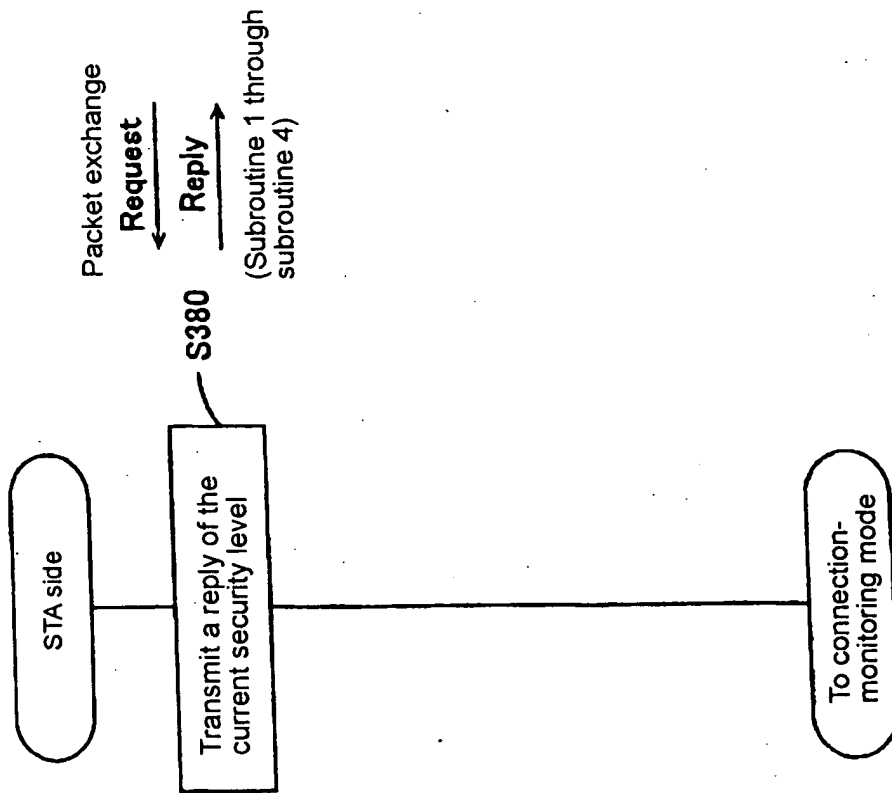 STA side
Transmit a reply of the
current security level
S380
Packet exchange
Request
Reply
(Subroutine 1 through
subroutine 4)
To connection-
monitoring mode